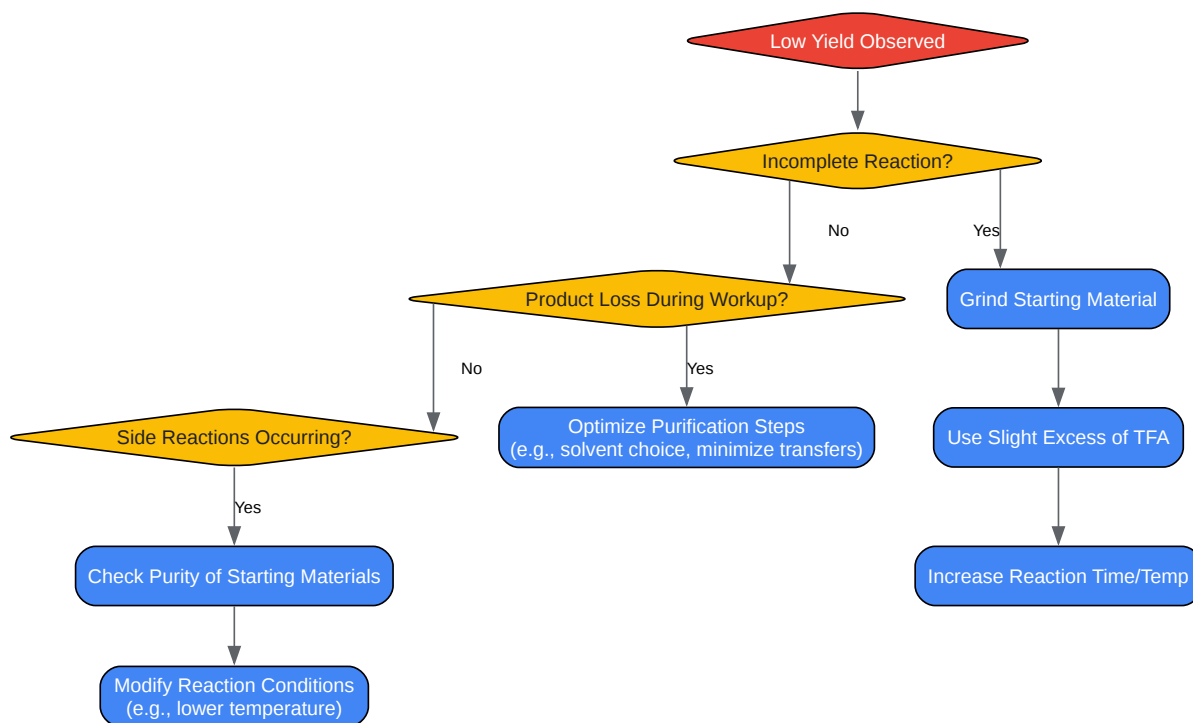 Low Yield Observed
Incomplete Reaction?
No
Yes
Product Loss During Workup?
Grind Starting Material
No
Yes
Side Reactions Occurring?
Optimize Purification Steps
(e.g., solvent choice, minimize transfers)
Use Slight Excess of TFA
Yes
Check Purity of Starting Materials
Increase Reaction Time/Temp
Modify Reaction Conditions
(e.g., lower temperature)